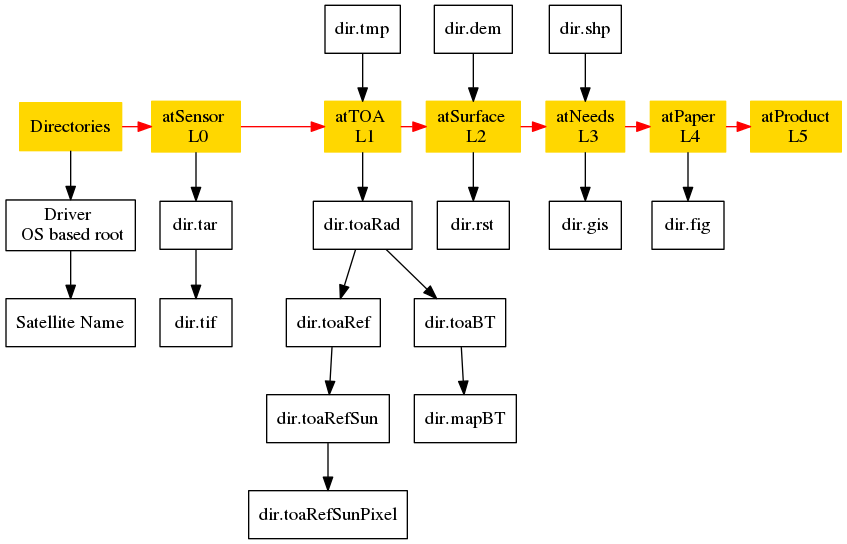 dir.tmp
dir.dem
dir.shp
Directories
atSensor
L0
atTOA
L1
atSurface
L2
atNeeds
L3
atPaper
L4
atProduct
L5
Driver
OS based root
dir.tar
dir.toaRad
dir.rst
dir.gis
dir.fig
Satellite Name
dir.tif
dir.toaRef
dir.toaBT
dir.toaRefSun
dir.mapBT
dir.toaRefSunPixel